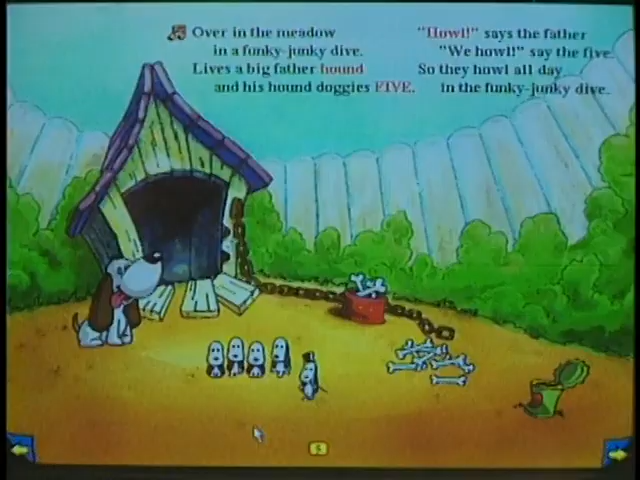 Over in the meadow
in a funky-junky dive.
Lives a big father hound
and his hound doggies FIVE.
"Howl!" says the father
"We howl!" say the five.
So they howl all day
in the funky-junky dive.
5